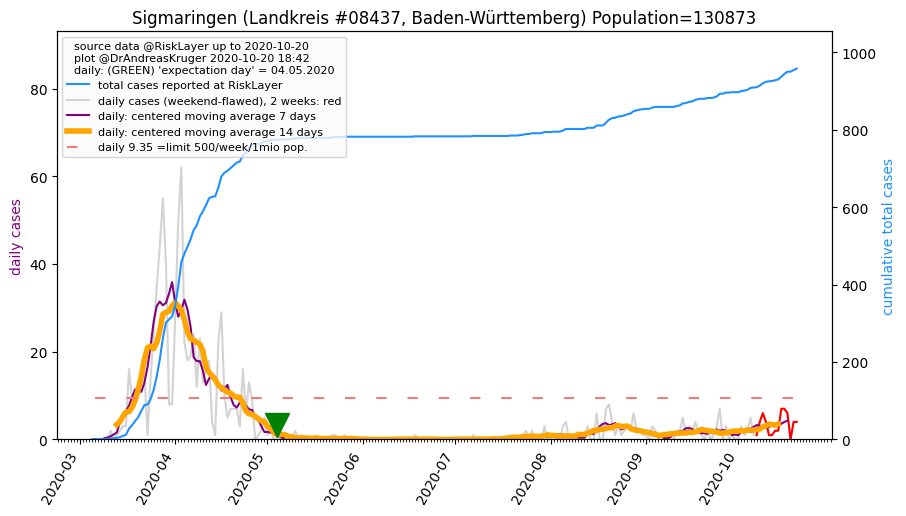 Sigmaringen (Landkreis #08437, Baden-Württemberg) Population=130873
source data @RiskLayer up to 2020-10-20
plot @DrAndreasKruger 2020-10-20 18:42
daily: (GREEN) 'expectation day' = 04.05.2020
total cases reported at RiskLayer
daily cases (weekend-flawed), 2 weeks: red
daily: centered moving average 7 days
daily: centered moving average 14 days
daily 9.35 =limit 500/week/1mio pop.
daily cases
80
60
40
20
0
cumulative total cases
1000
800
600
400
200
0
2020-03
2020-04
2020-05
2020-06
2020-07
2020-08
2020-09
2020-10